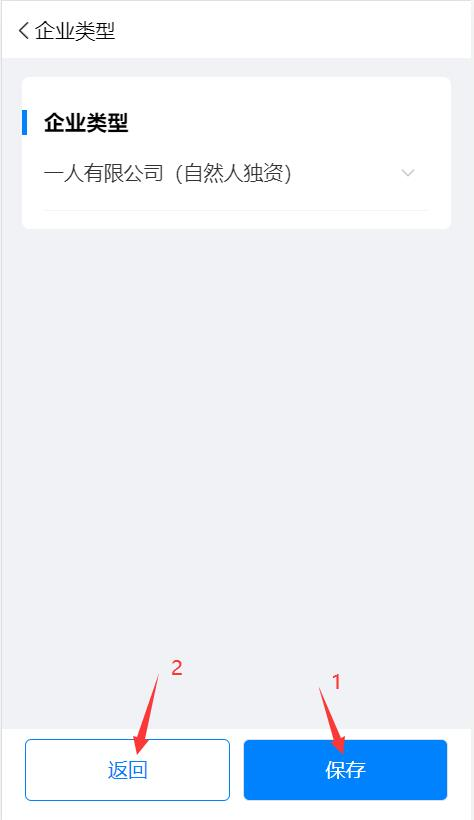 企业类型
企业类型
一人有限公司（自然人独资）
2
1
返回
保存